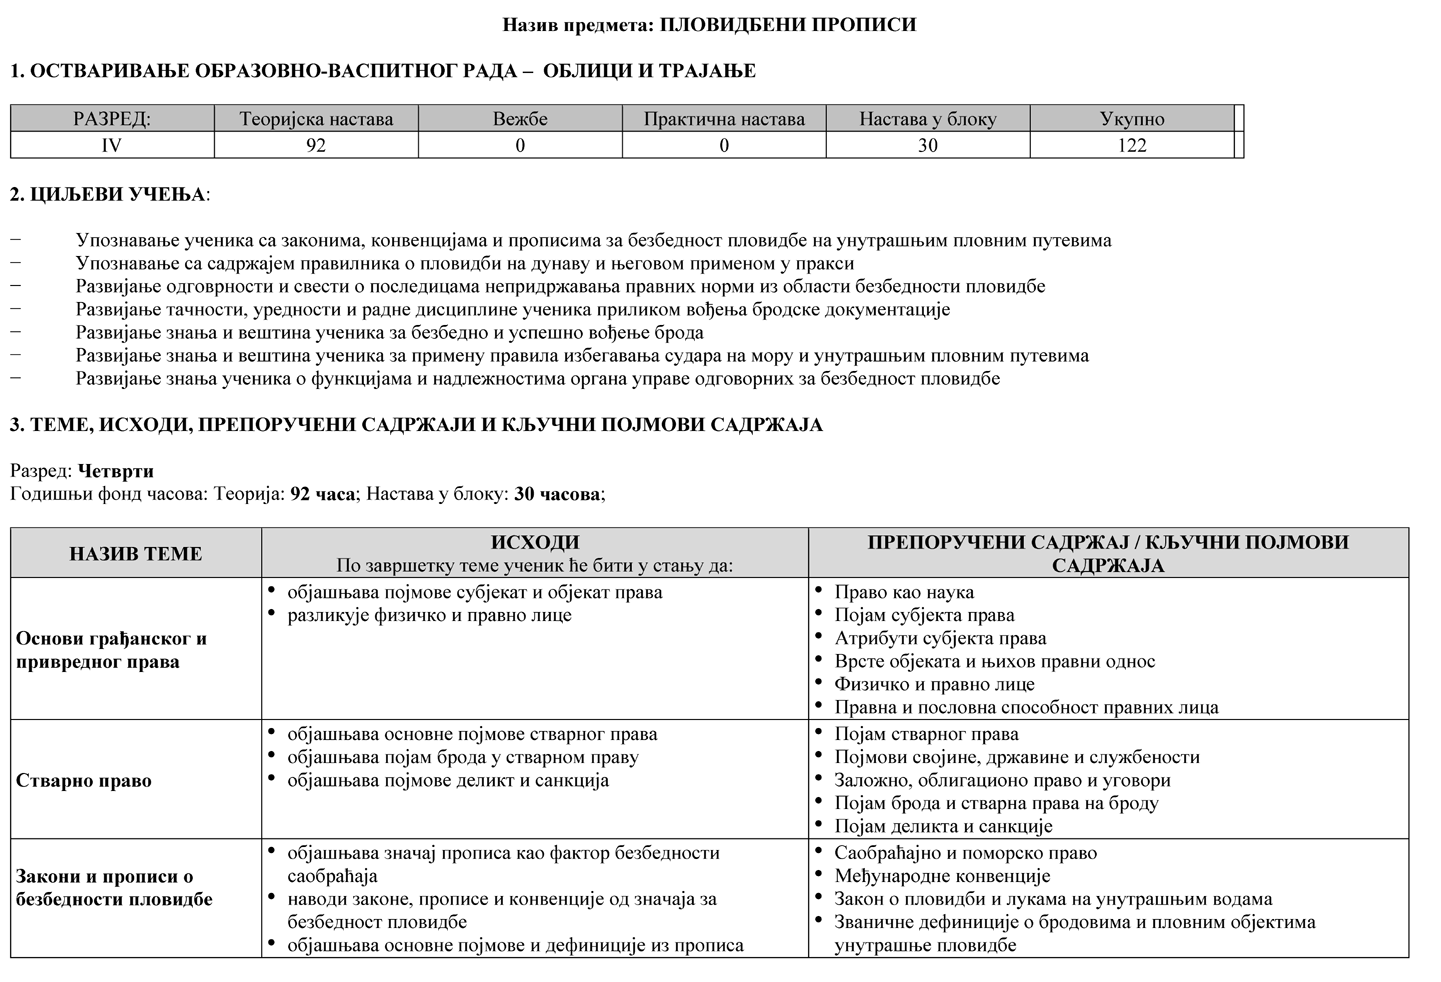 Назив предмета: ПЛОВИДБЕНИ ПРОПИСИ
1. ОСТВАРИВАЊЕ ОБРАЗОВНО-ВАСПИТНОГ РАДА – ОБЛИЦИ И ТРАЈАЊЕ
РАЗРЕД: Теоријска настава Вежбе Практична настава Настава у блоку Укупно
IV 92 0 0 30 122
2. ЦИЉЕВИ УЧЕЊА:
− Упознавање ученика са законима, конвенцијама и прописима за безбедност пловидбе на унутрашњим пловним путевима
− Упознавање са садржајем правилника о пловидби на дунаву и његовом применом у пракси
− Развијање одговрности и свести о последицама непридржавања правних норми из области безбедности пловидбе
− Развијање тачности, уредности и радне дисциплине ученика приликом вођења бродске документације
− Развијање знања и вештина ученика за безбедно и успешно вођење брода
− Развијање знања и вештина ученика за примену правила избегавања судара на мору и унутрашњим пловним путевима
− Развијање знања ученика о функцијама и надлежностима органа управе одговорних за безбедност пловидбе
3. ТЕМЕ, ИСХОДИ, ПРЕПОРУЧЕНИ САДРЖАЈИ И КЉУЧНИ ПОЈМОВИ САДРЖАЈА
Разред: Четврти
Годишњи фонд часова: Теорија: 92 часа; Настава у блоку: 30 часова;
НАЗИВ ТЕМЕ
ИСХОДИ
По завршетку теме ученик ће бити у стању да:
ПРЕПОРУЧЕНИ САДРЖАЈ / КЉУЧНИ ПОЈМОВИ
САДРЖАЈА
Основи грађанског и
привредног права
• објашњава појмове субјекат и објекат права
• разликује физичко и правно лице
• Право као наука
• Појам субјекта права
• Атрибути субјекта права
• Врсте објеката и њихов правни однос
• Физичко и правно лице
• Правна и пословна способност правних лица
Стварно право
• објашњава основне појмове стварног права
• објашњава појам брода у стварном праву
• објашњава појмове деликт и санкција
• Појам стварног права
• Појмови својине, државине и службености
• Заложно, облигационо право и уговори
• Појам брода и стварна права на броду
• Појам деликта и санкције
Закони и прописи о
безбедности пловидбе
• објашњава значај прописа као фактор безбедности
саобраћаја
• наводи законе, прописе и конвенције од значаја за
безбедност пловидбе
• објашњава основне појмове и дефиниције из прописа
• Саобраћајно и поморско право
• Међународне конвенције
• Закон о пловидби и лукама на унутрашњим водама
• Званичне дефиниције о бродовима и пловним објектима
унутрашње пловидбе